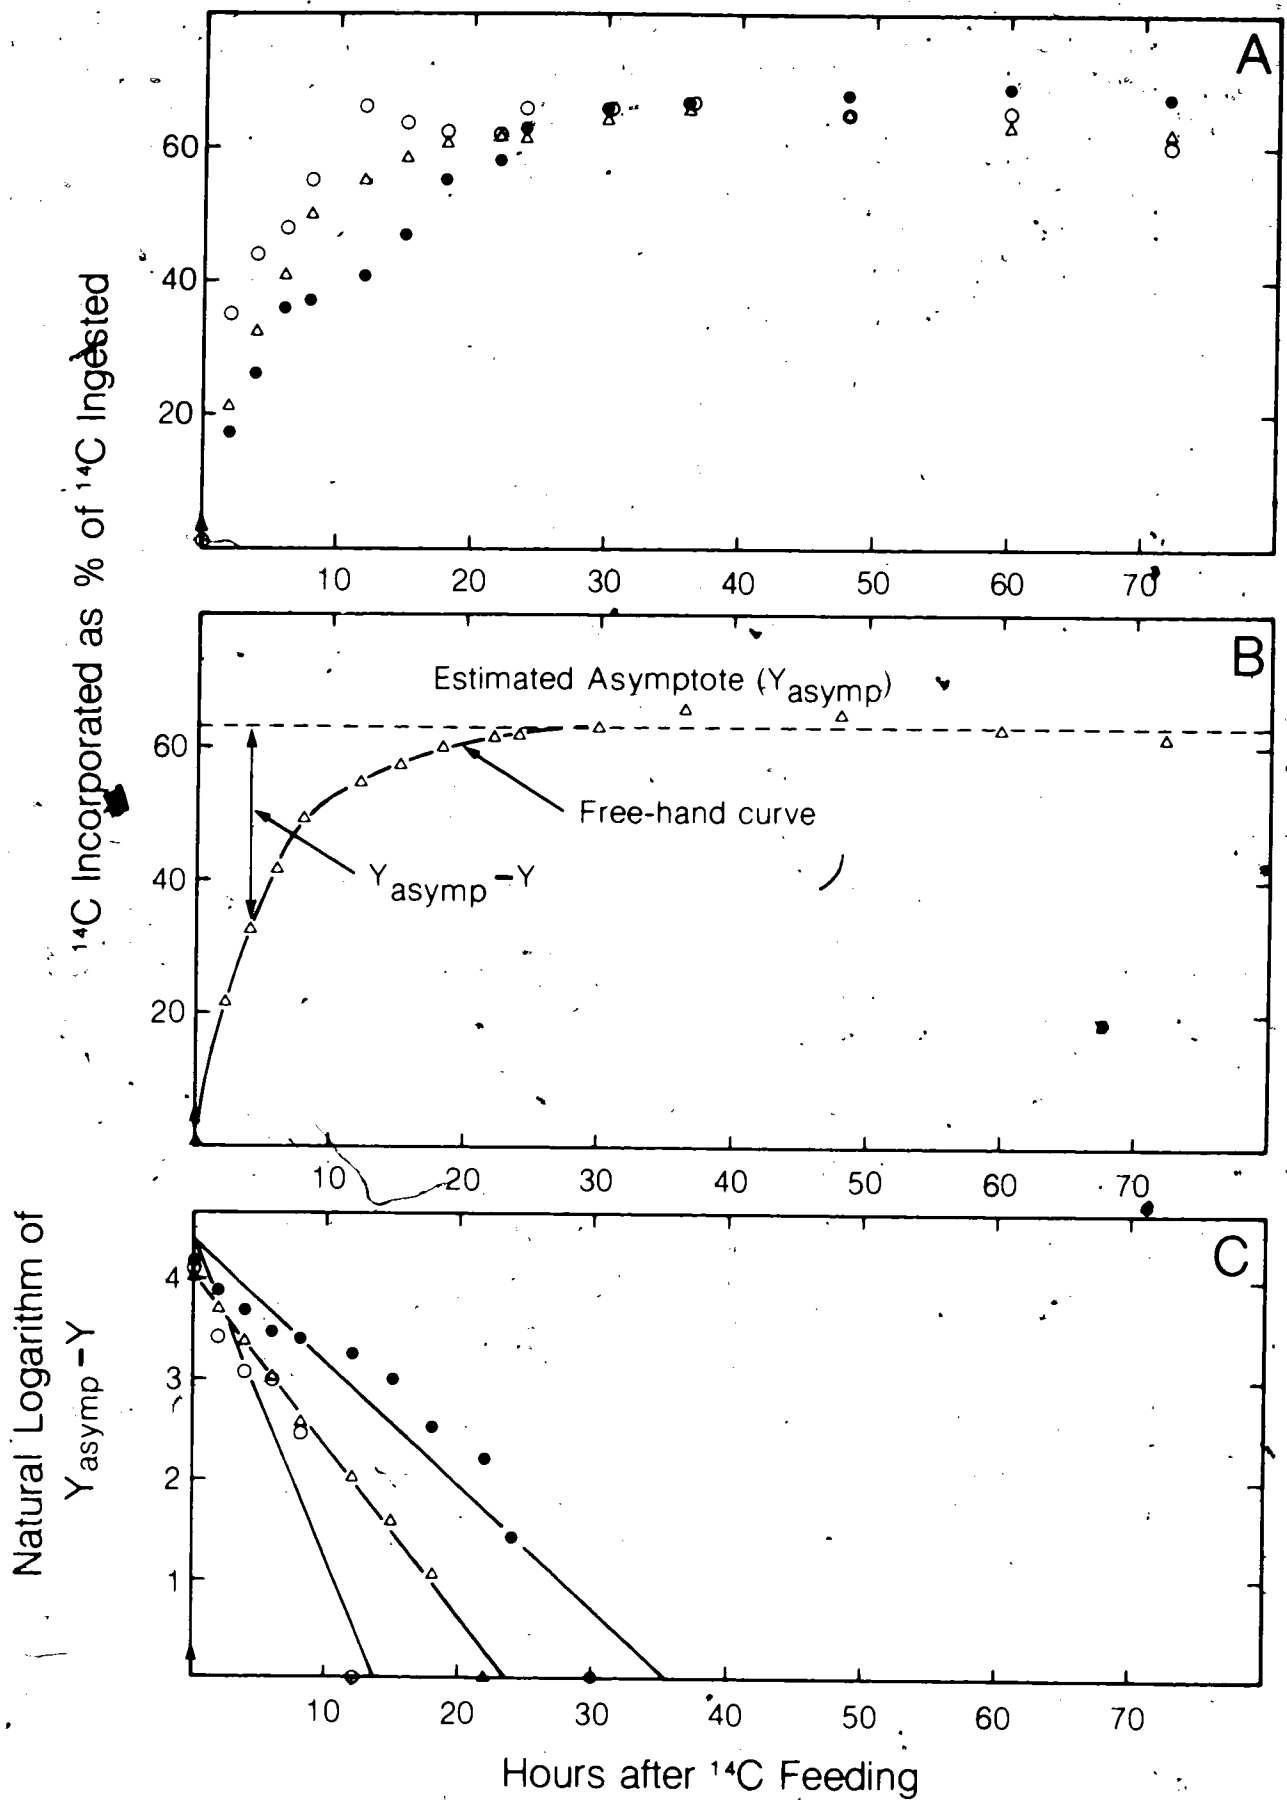 A
60
40
20
10 20 30 40 50 60 70
¹⁴C Incorporated as % of ¹⁴C Ingested
B
Estimated Asymptote (Yasymp)
60
Free-hand curve
Yasymp – Y
40
20
10 20 30 40 50 60 70
C
Natural Logarithm of
Yasymp – Y
4
3
2
1
10 20 30 40 50 60 70
Hours after ¹⁴C Feeding